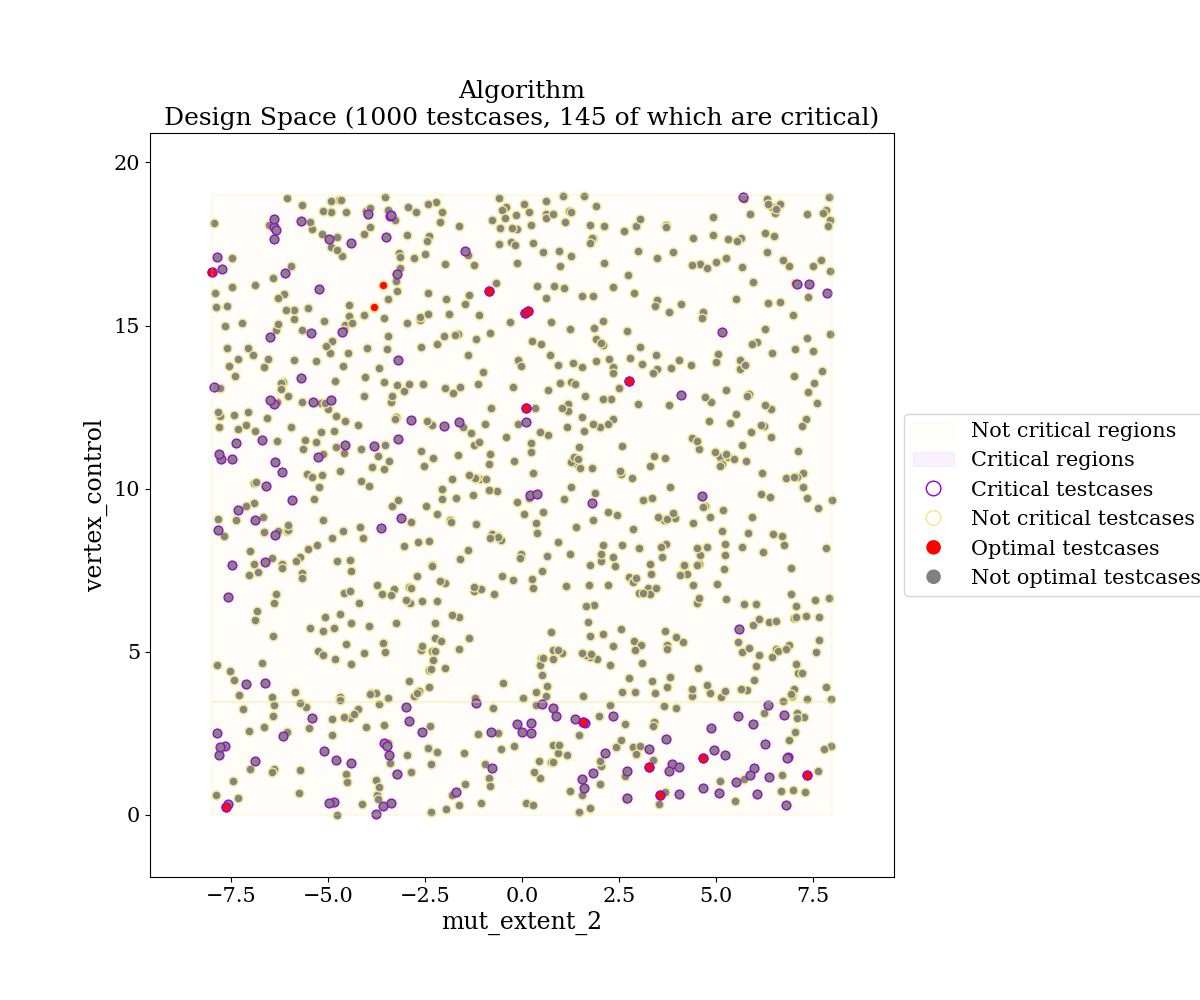 Algorithm
Design Space (1000 testcases, 145 of which are critical)
20
15
10
5
0
vertex_control
−7.5 −5.0 −2.5 0.0 2.5 5.0 7.5
mut_extent_2
Not critical regions
Critical regions
Critical testcases
Not critical testcases
Optimal testcases
Not optimal testcases